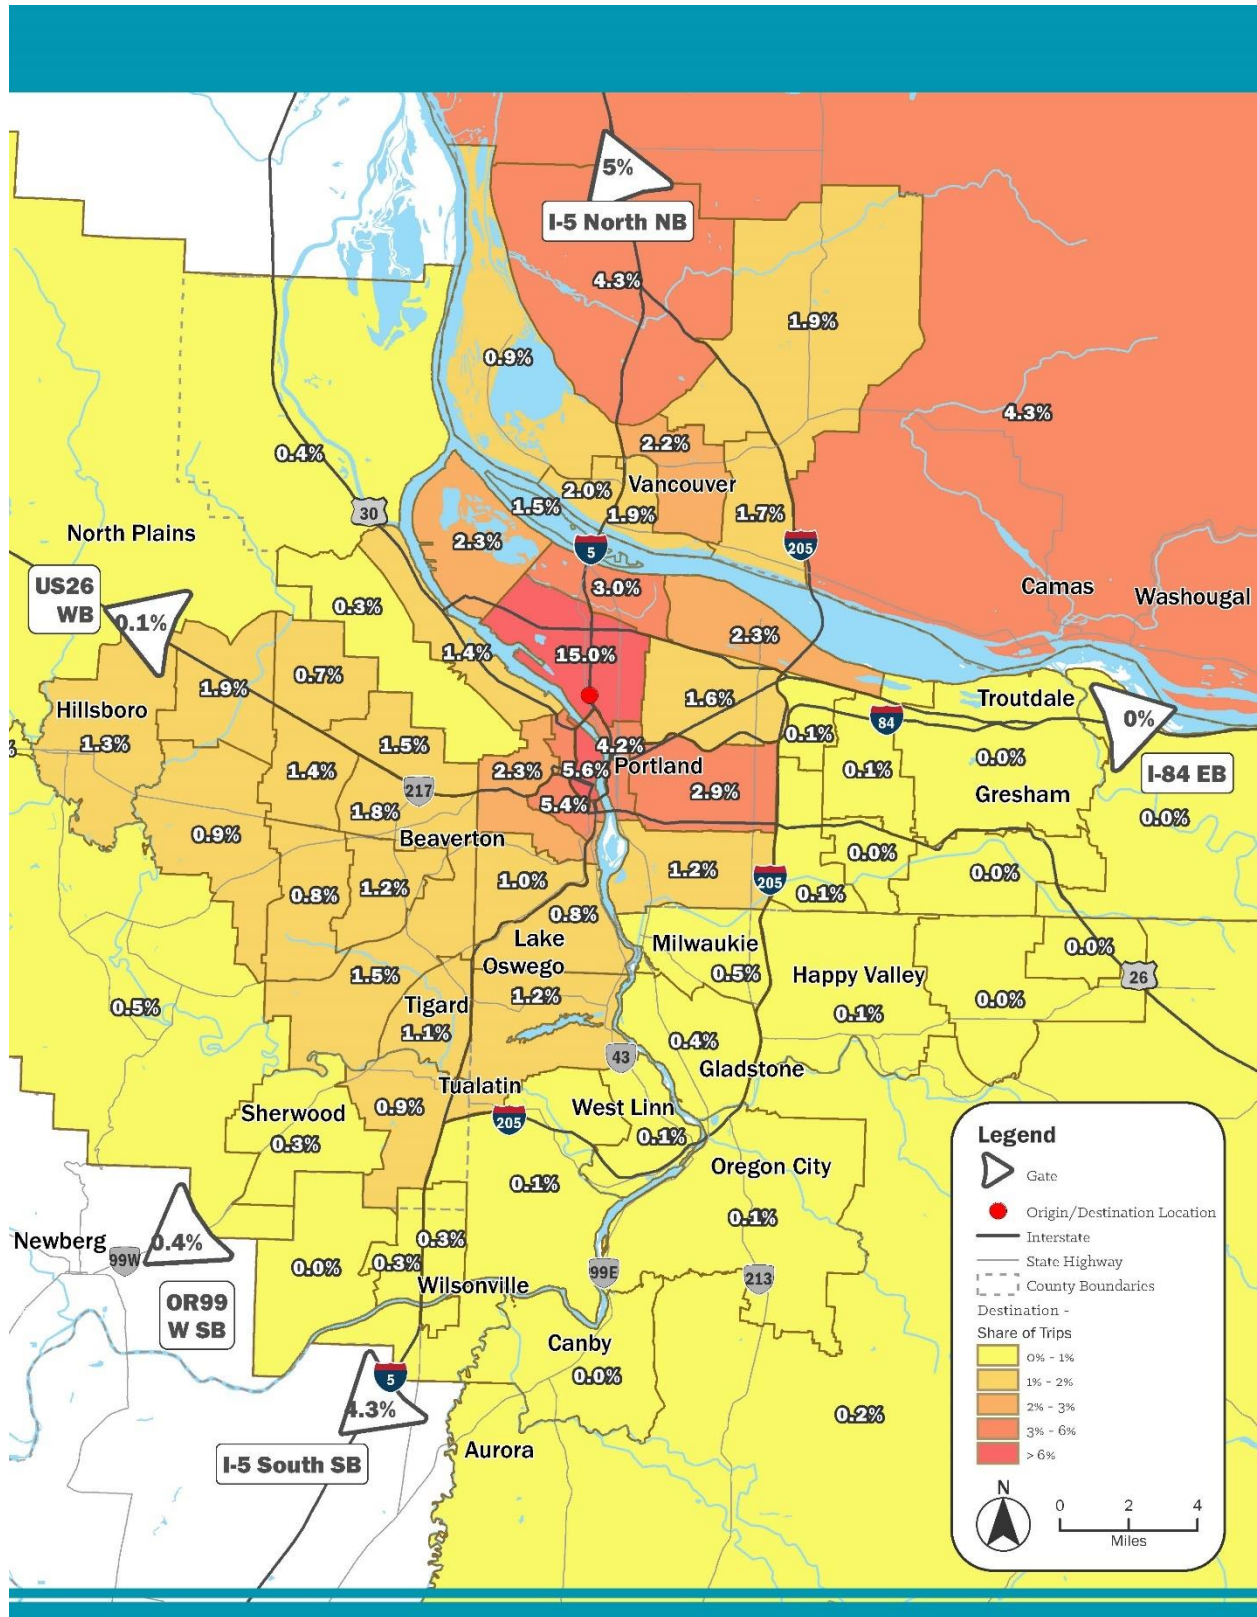 5%
I-5 North NB
4.3%
1.9%
0.9%
4.3%
2.2%
0.4%
Vancouver
2.0%
1.5%
1.9%
1.7%
30
North Plains
2.3%
5
205
US26
WB
0.1%
3.0%
Camas
Washougal
0.3%
2.3%
1.4%
15.0%
0.7%
1.9%
1.6%
Troutdale
Hillsboro
0%
84
1.3%
1.5%
4.2%
0.1%
%
Portland
1.4%
2.3%
5.6%
0.1%
0.0%
I-84 EB
217
5.4%
2.9%
Gresham
1.8%
0.0%
0.9%
Beaverton
0.0%
1.2%
0.0%
1.0%
205
0.8%
1.2%
0.1%
0.8%
Lake
Oswego
Milwaukie
0.0%
1.5%
0.5%
Happy Valley
26
1.2%
0.5%
Tigard
0.1%
0.0%
1.1%
0.4%
43
Gladstone
Tualatin
Sherwood
0.9%
205
West Linn
0.3%
0.1%
Oregon City
0.1%
0.1%
Newberg
99W
0.4%
0.3%
0.0%
0.3%
99E
213
Wilsonville
OR99
W SB
Canby
5
0.0%
4.3%
0.2%
Aurora
I-5 South SB
Legend
Gate
Origin/Destination Location
Interstate
State Highway
County Boundaries
Destination -
Share of Trips
0% - 1%
1% - 2%
2% - 3%
3% - 6%
> 6%
N
0 2 4
Miles